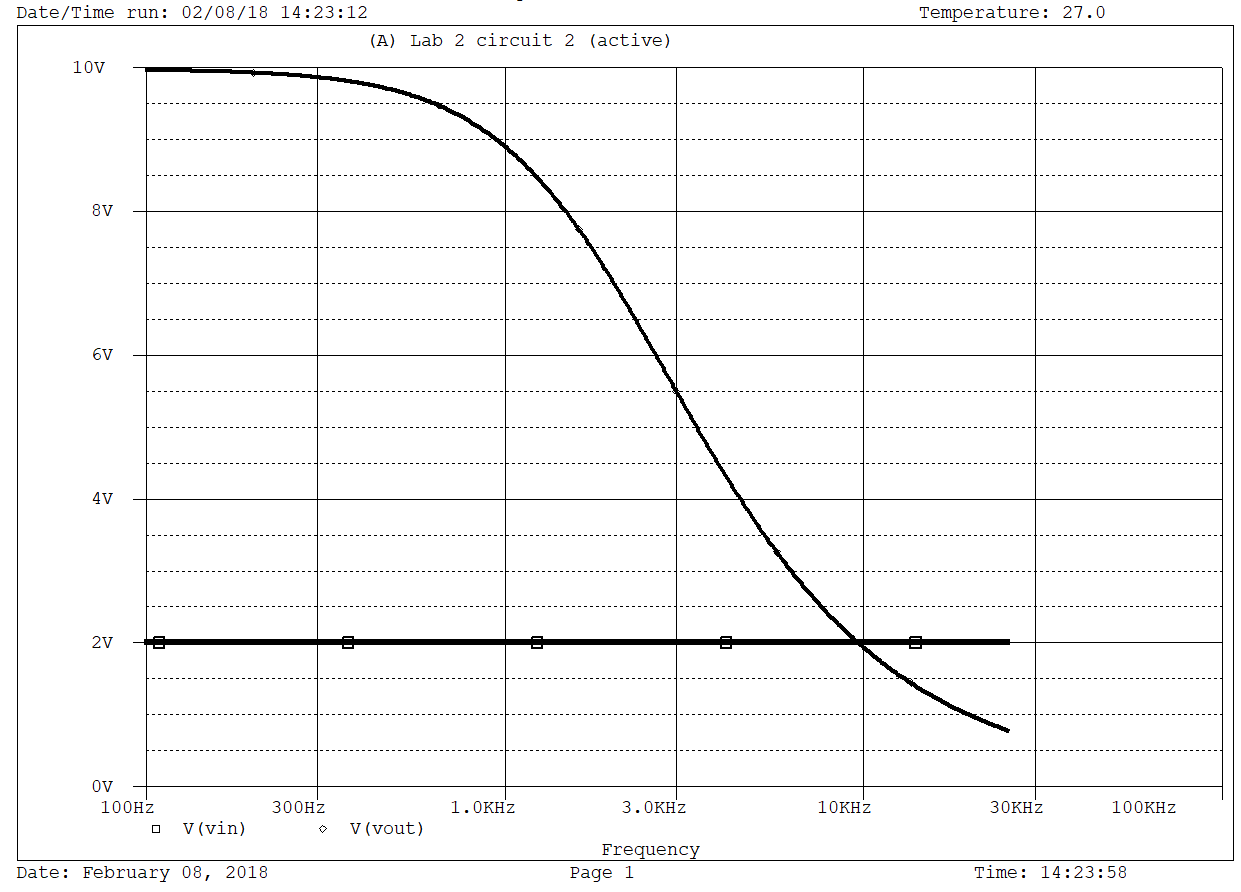 Date/Time run: 02/08/18 14:23:12 Temperature: 27.0
(A) Lab 2 circuit 2 (active)
10V
8V
6V
4V
2V
0V
100Hz 300Hz 1.0KHz 3.0KHz 10KHz 30KHz 100KHz
V(vin) V(vout)
Frequency
Date: February 08, 2018 Page 1 Time: 14:23:58